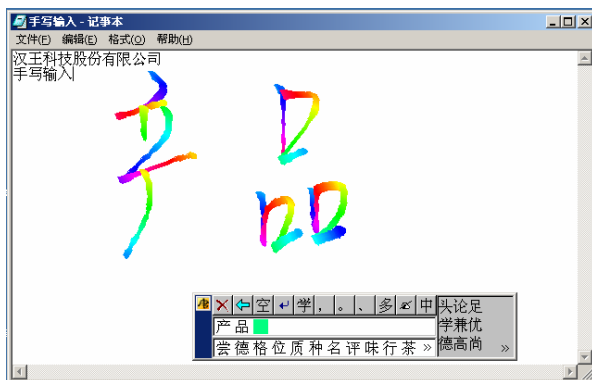 手写输入 - 记事本
文件(F) 编辑(E) 格式(O) 帮助(H)
汉王科技股份有限公司
手写输入
产品
空 学 , 。 、 多 中
产品
尝德格位质种名评味行茶 »
头论足
学兼优
德高尚 »